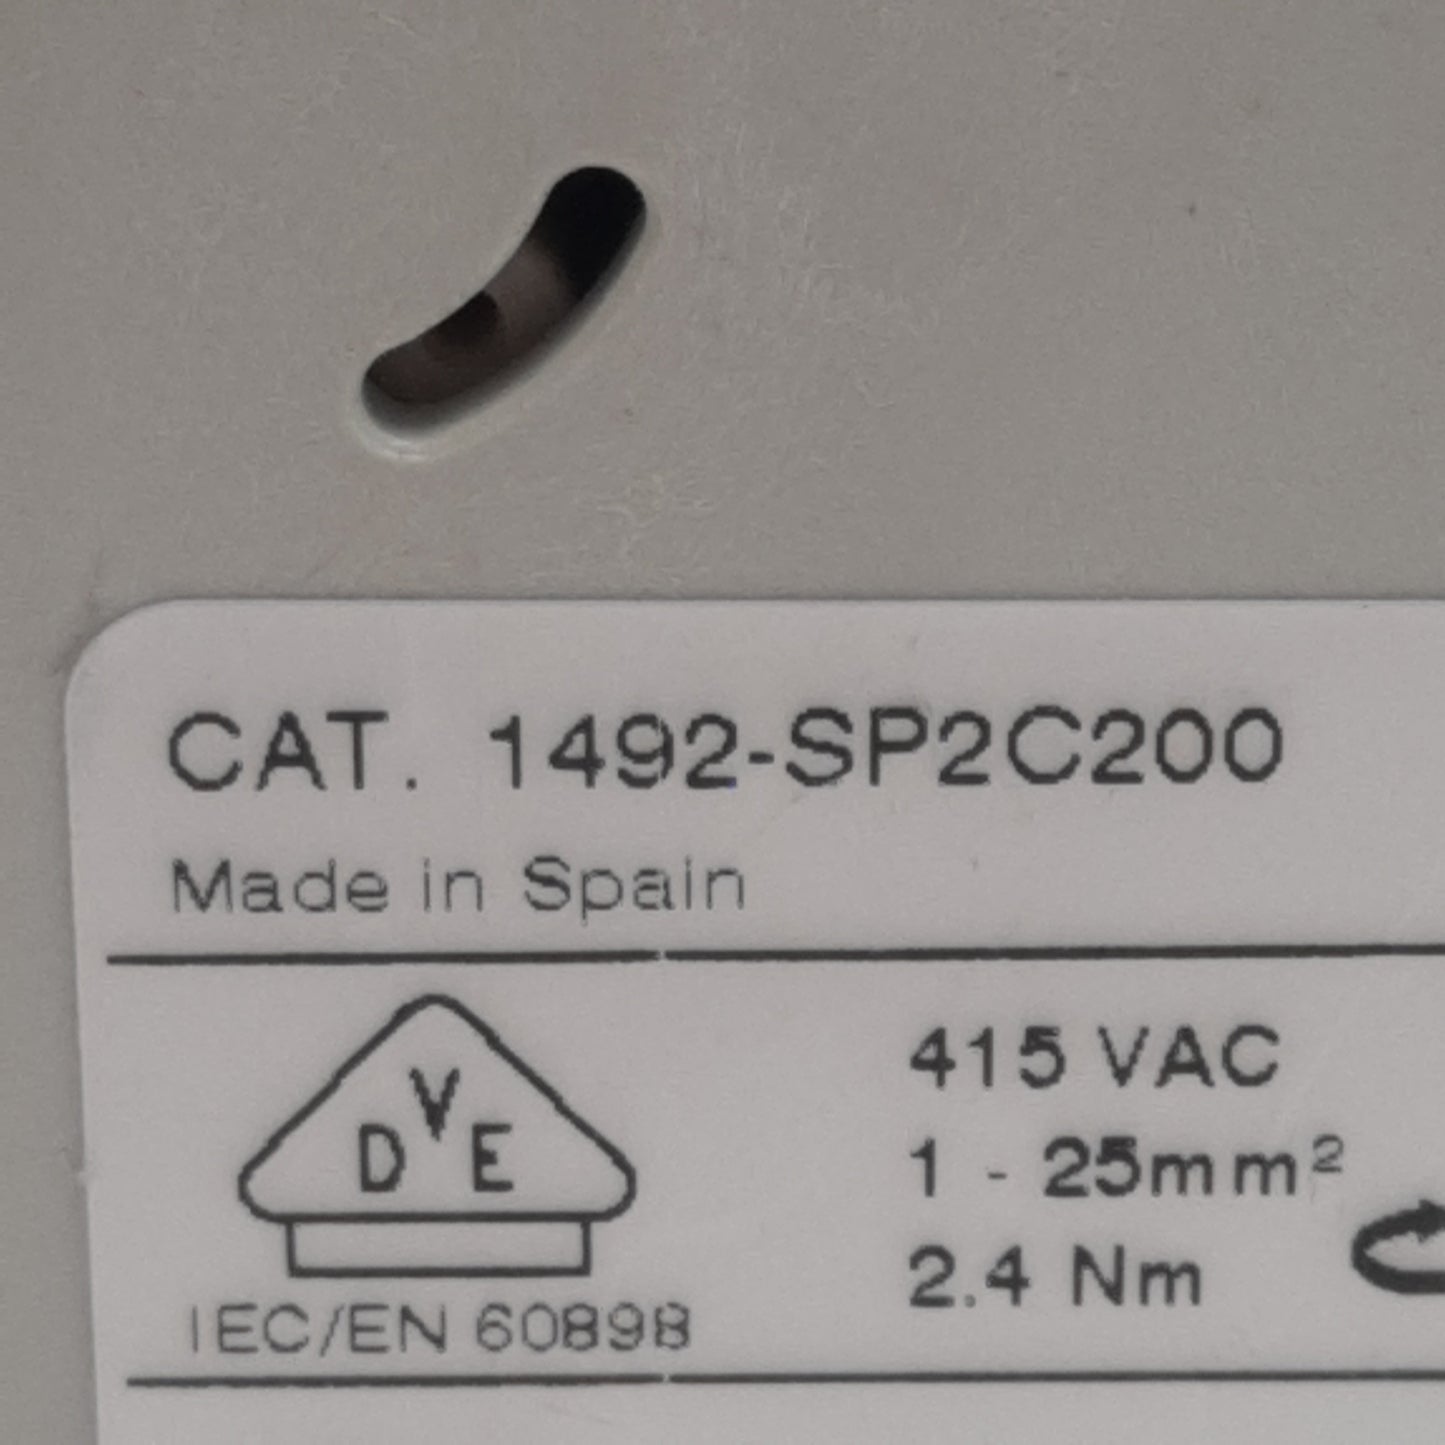 CAT. 1492-SP2C200
Made in Spain
D V E
415 VAC
1 - 25mm²
2.4 Nm
IEC/EN 60898